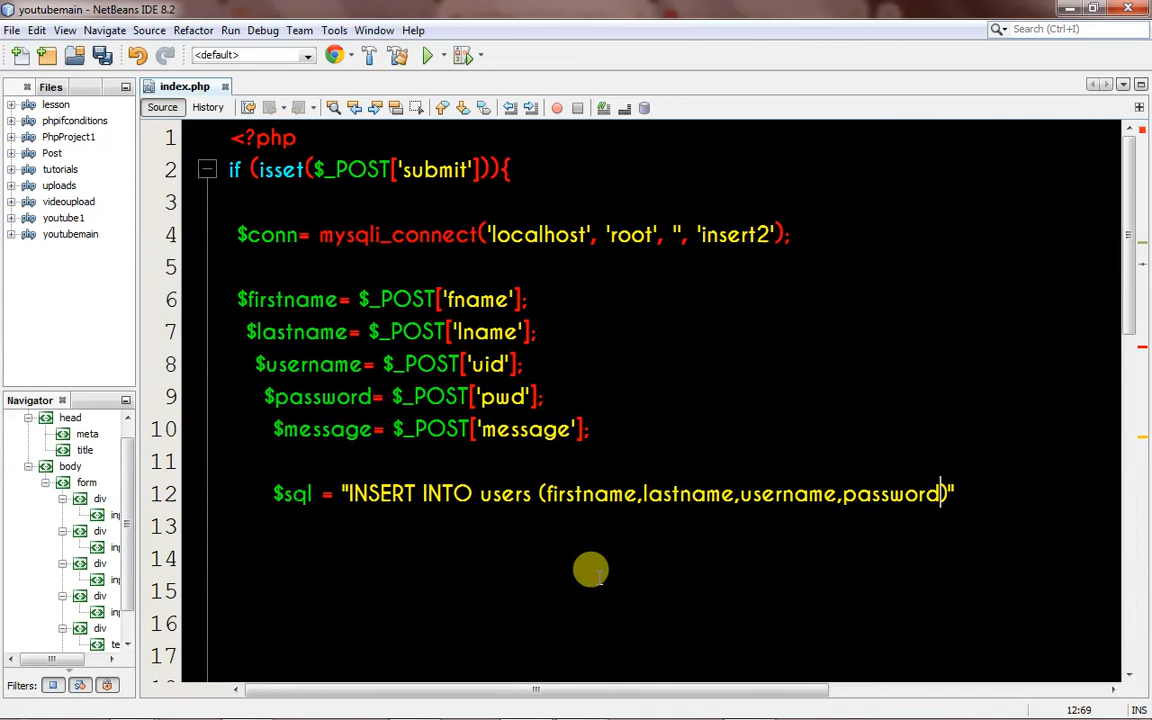 youtubemain - NetBeans IDE 8.2
File Edit View Navigate Source Refactor Run Debug Team Tools Window Help
Search (Ctrl+I)
<default>
Files
index.php
lesson
phpifconditions
PhpProject1
Post
tutorials
uploads
videoupload
youtube1
youtubemain
Source History
1 <?php
2 if (isset($_POST['submit'])){
3
4 $conn= mysqli_connect('localhost', 'root', '', 'insert2');
5
6 $firstname= $_POST['fname'];
7 $lastname= $_POST['lname'];
8 $username= $_POST['uid'];
9 $password= $_POST['pwd'];
10 $message= $_POST['message'];
11
12 $sql = "INSERT INTO users (firstname,lastname,username,password)"
13
14
15
16
17
Navigator
head
meta
title
body
form
div
inp
div
inp
div
inp
div
inp
div
te
Filters:
12:69 INS